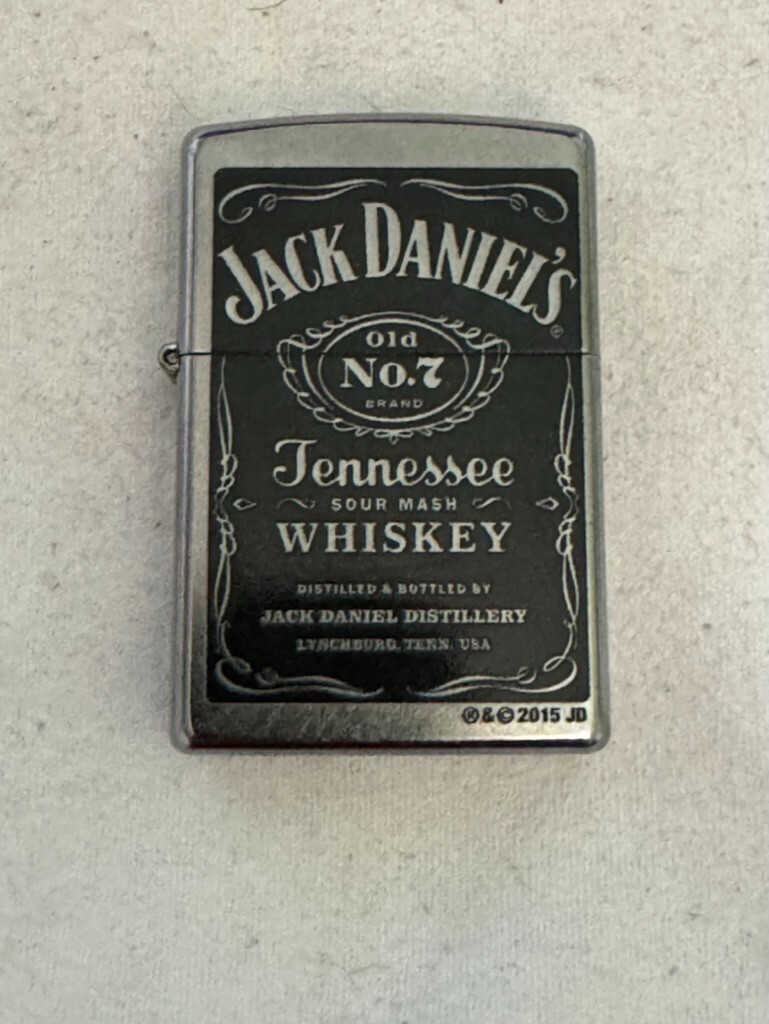 JACK DANIEL'S
®
Old
No.7
BRAND
Tennessee
SOUR MASH
WHISKEY
DISTILLED & BOTTLED BY
JACK DANIEL DISTILLERY
LYNCHBURG, TENN. USA
®&©2015 JD